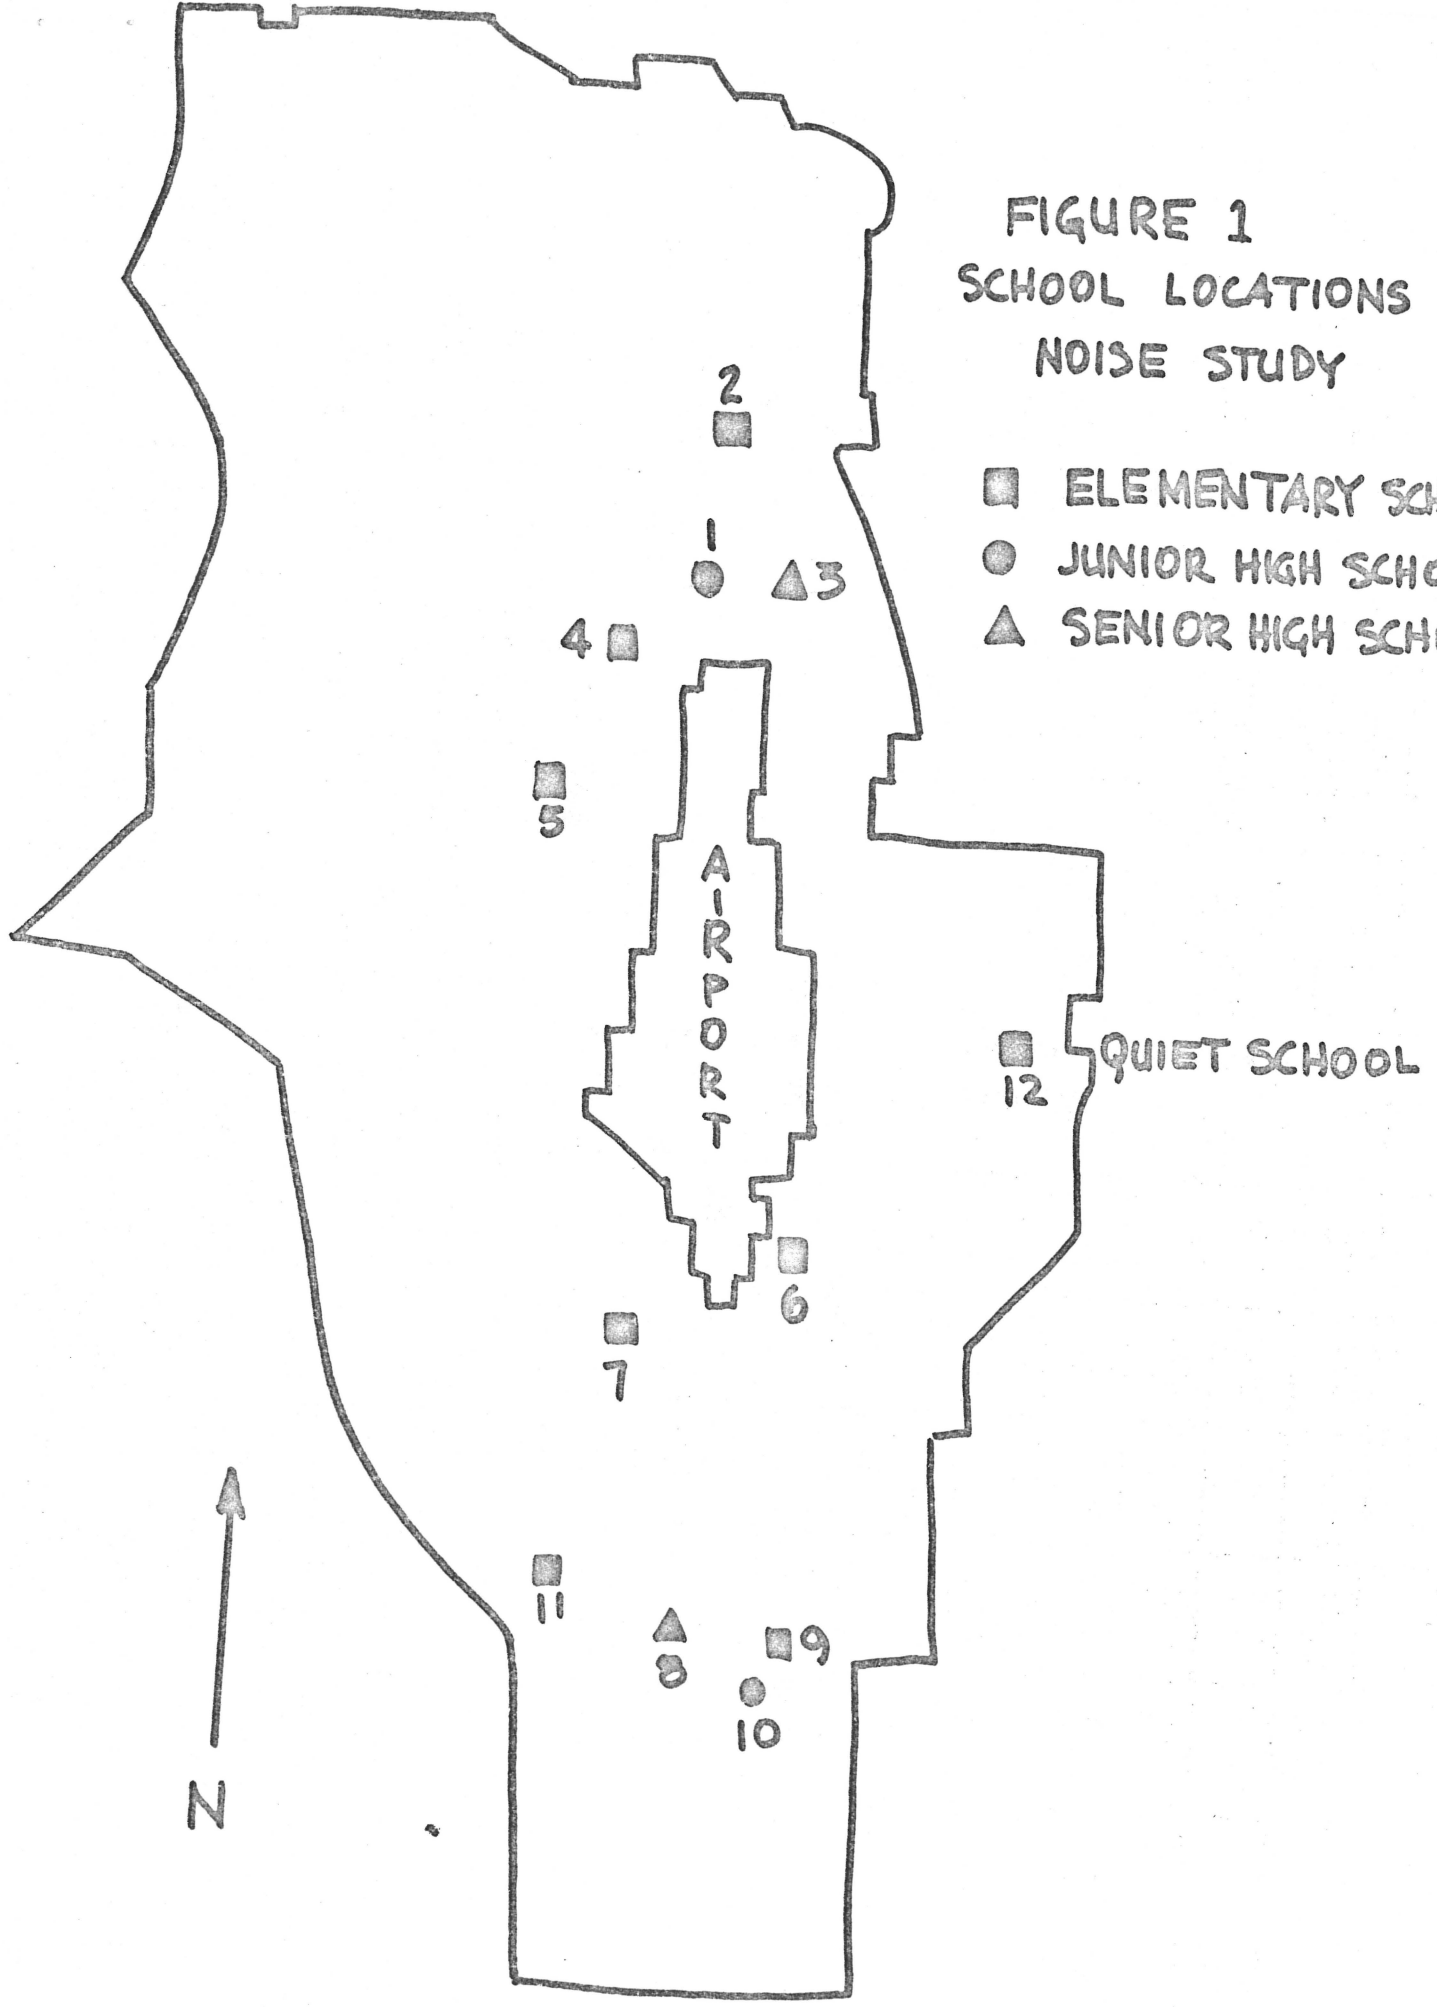 FIGURE 1
SCHOOL LOCATIONS
NOISE STUDY
2
ELEMENTARY SCH
1
3
JUNIOR HIGH SCHO
4
SENIOR HIGH SCH
5
AIRPORT
QUIET SCHOOL
12
6
7
11
8
9
10
N